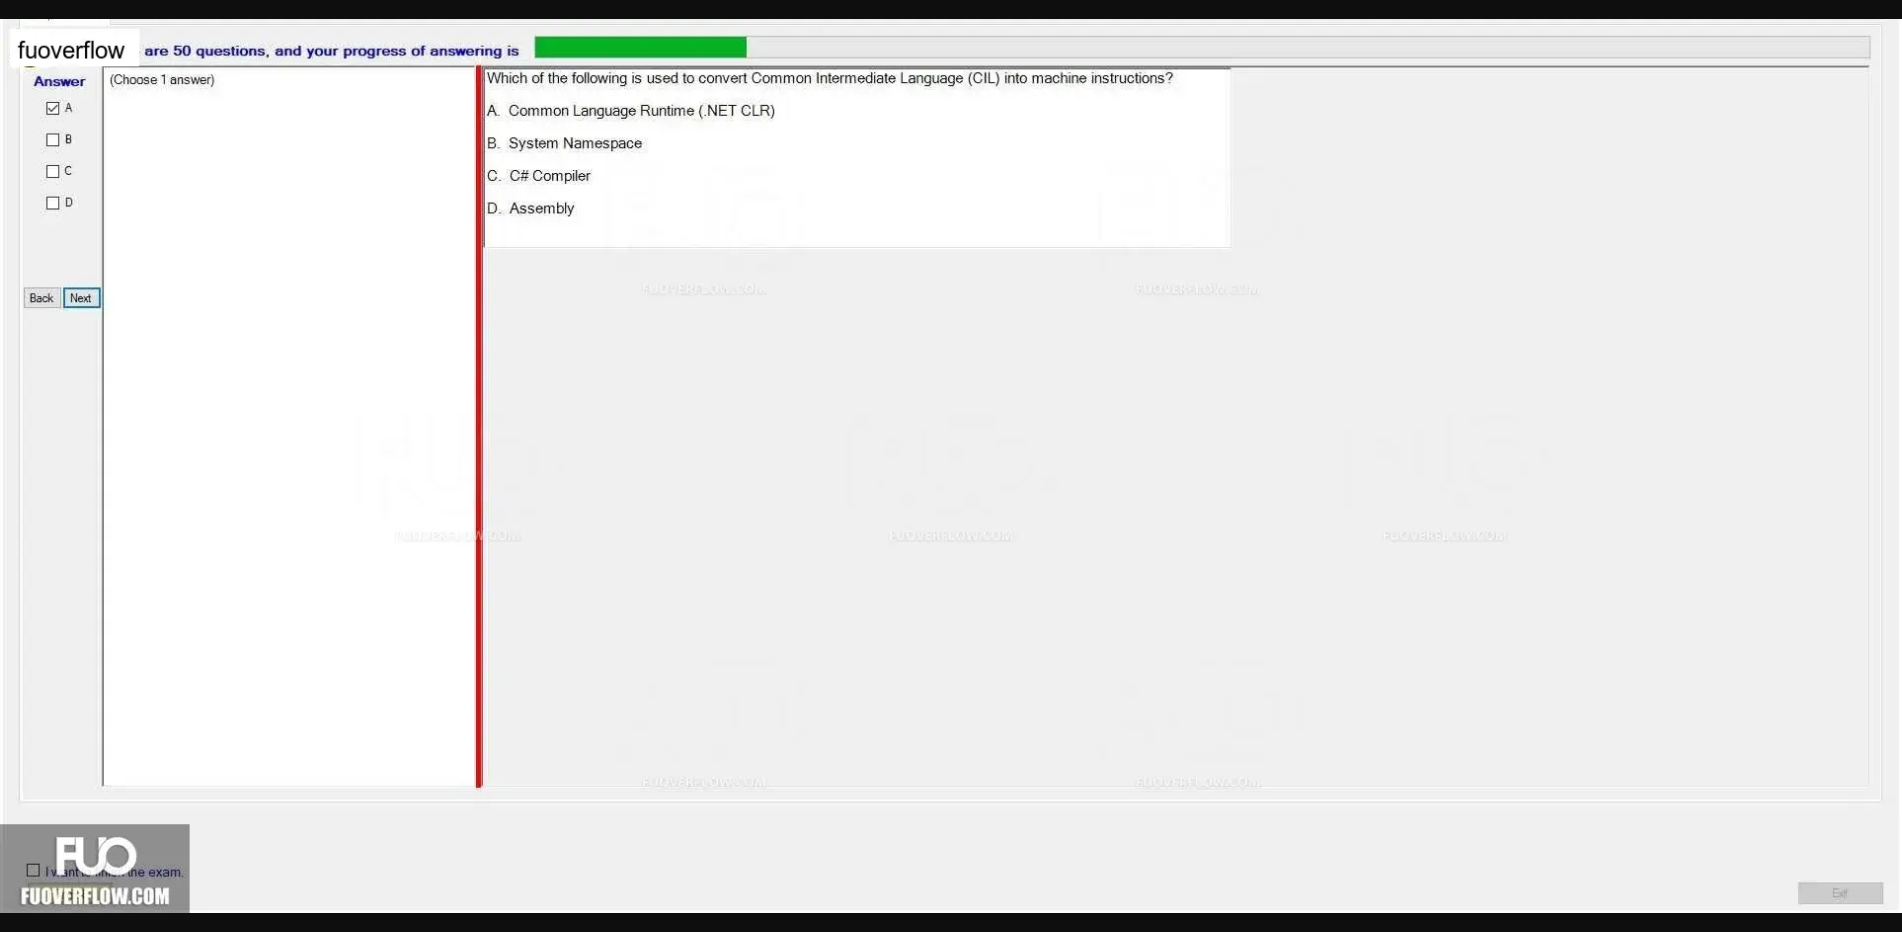 fuoverflow are 50 questions, and your progress of answering is
Answer
(Choose 1 answer)
A
B
C
D
Back Next
Which of the following is used to convert Common Intermediate Language (CIL) into machine instructions?
A. Common Language Runtime (.NET CLR)
B. System Namespace
C. C# Compiler
D. Assembly
FUOVERFLOW.COM FUOVERFLOW.COM
FUOVERFLOW.COM FUOVERFLOW.COM FUOVERFLOW.COM
FUOVERFLOW.COM FUOVERFLOW.COM
FUO
I want to finish the exam.
FUOVERFLOW.COM
Exit